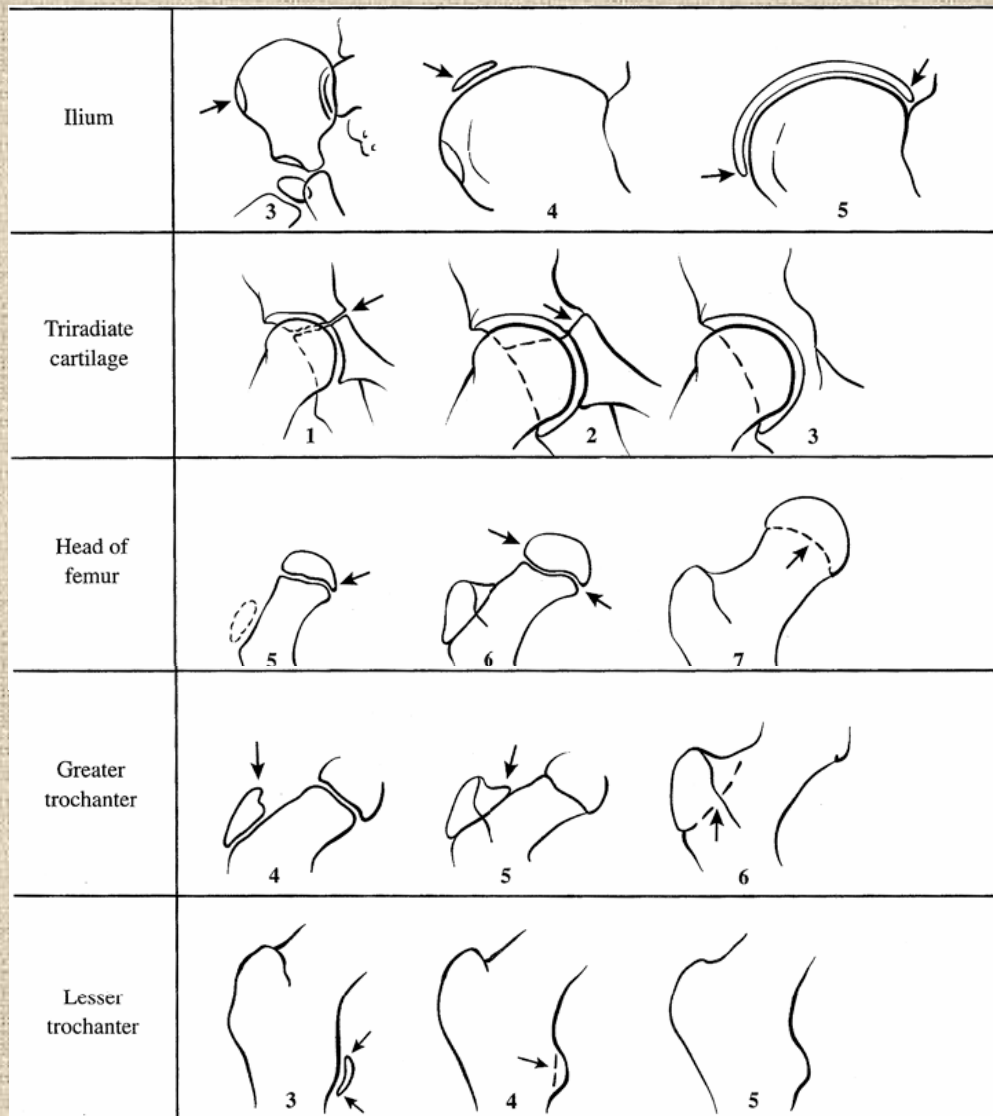 Ilium
3
4
5
Triradiate
cartilage
1
2
3
Head of
femur
5
6
7
Greater
trochanter
4
5
6
Lesser
trochanter
3
4
5